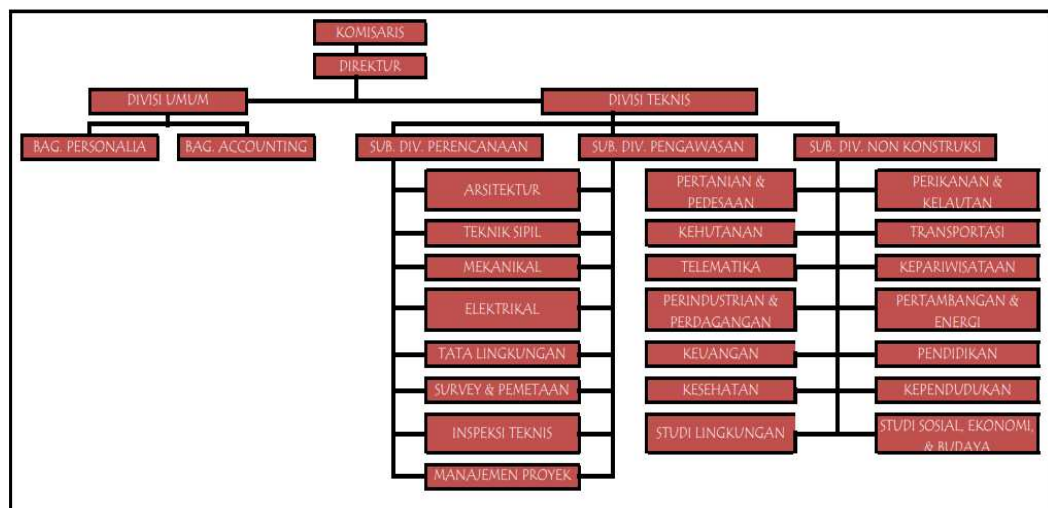 KOMISARIS
DIREKTUR
DIVISI UMUM
DIVISI TEKNIS
BAG. PERSONALIA
BAG. ACCOUNTING
SUB. DIV. PERENCANAAN
SUB. DIV. PENGAWASAN
SUB. DIV. NON KONSTRUKSI
ARSITEKTUR
TEKNIK SIPIL
MEKANIKAL
ELEKTRIKAL
TATA LINGKUNGAN
SURVEY & PEMETAAN
INSPEKSI TEKNIS
MANAJEMEN PROYEK
PERTANIAN &
PEDESAAN
KEHUTANAN
TELEMATIKA
PERINDUSTRIAN &
PERDAGANGAN
KEUANGAN
KESEHATAN
STUDI LINGKUNGAN
PERIKANAN &
KELAUTAN
TRANSPORTASI
KEPARIWISATAAN
PERTAMBANGAN &
ENERGI
PENDIDIKAN
KEPENDUDUKAN
STUDI SOSIAL, EKONOMI,
& BUDAYA